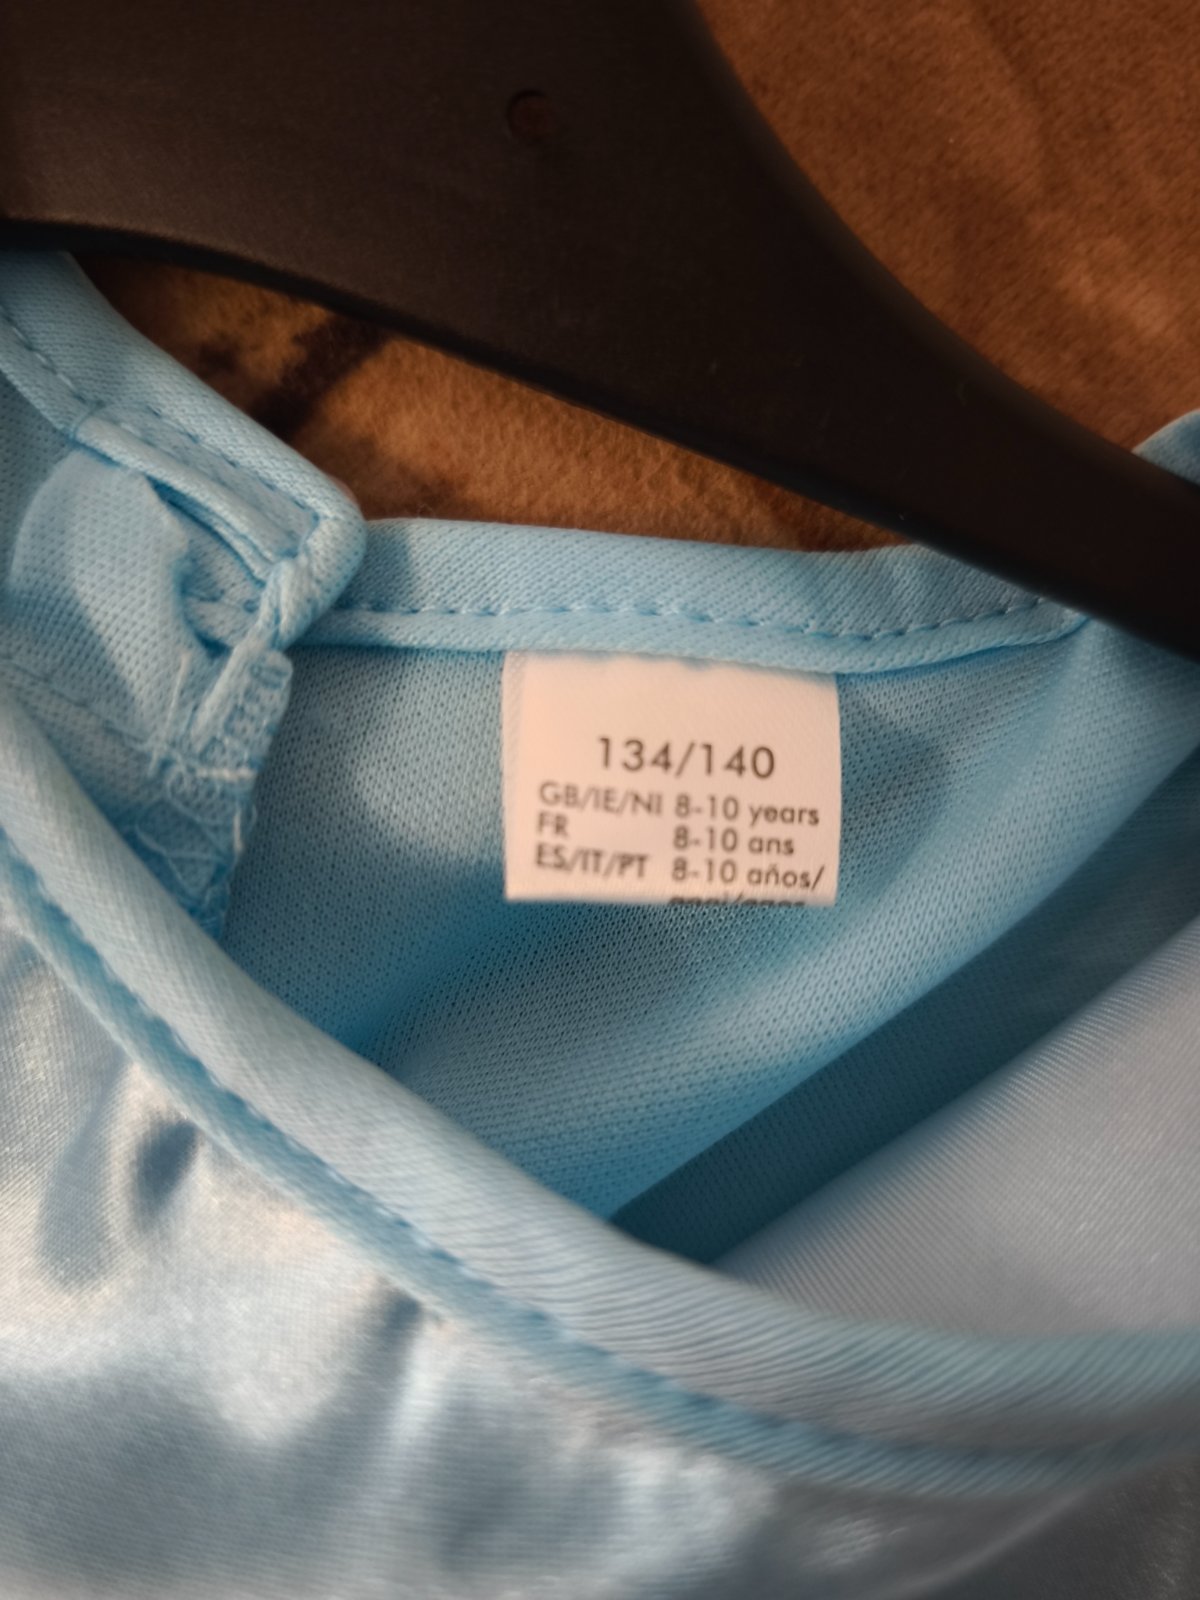 134/140
GB/IE/NI 8-10 years
FR 8-10 ans
ES/IT/PT 8-10 años/